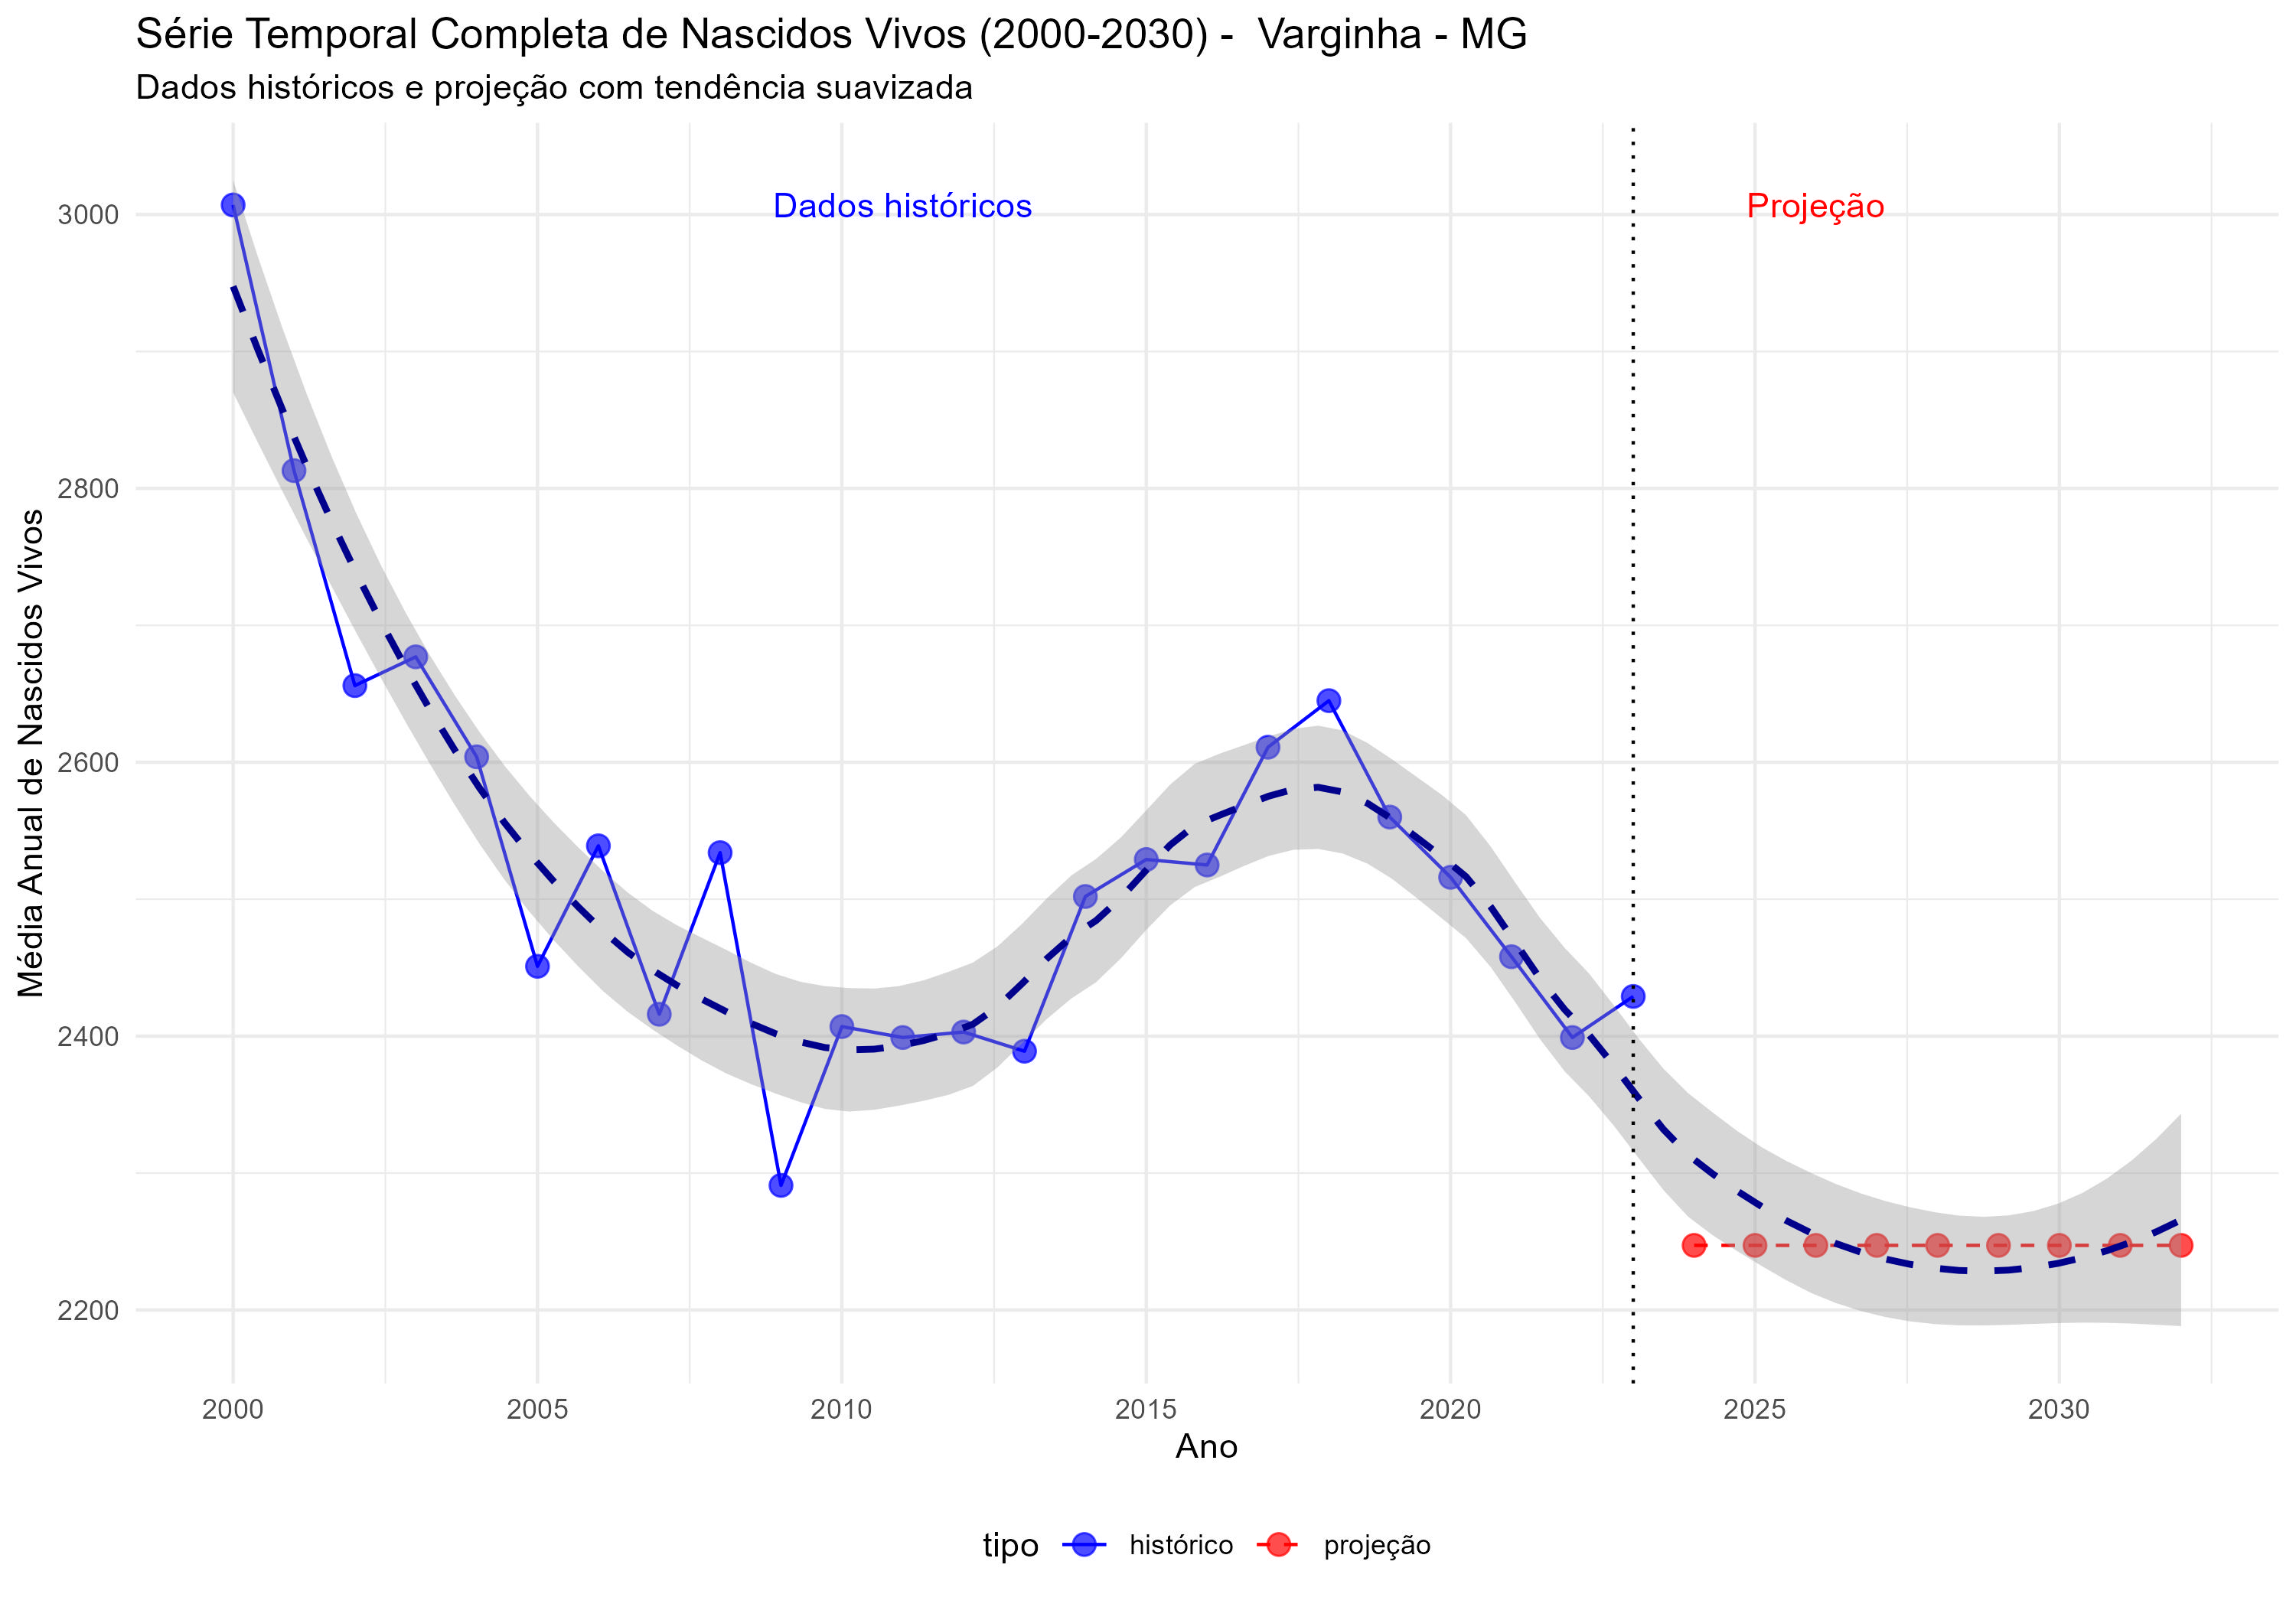 Série Temporal Completa de Nascidos Vivos (2000-2030) -  Varginha - MG
Dados históricos e projeção com tendência suavizada
Dados históricos
Projeção
Média Anual de Nascidos Vivos
3000
2800
2600
2400
2200
2000 2005 2010 2015 2020 2025 2030
Ano
tipo histórico projeção